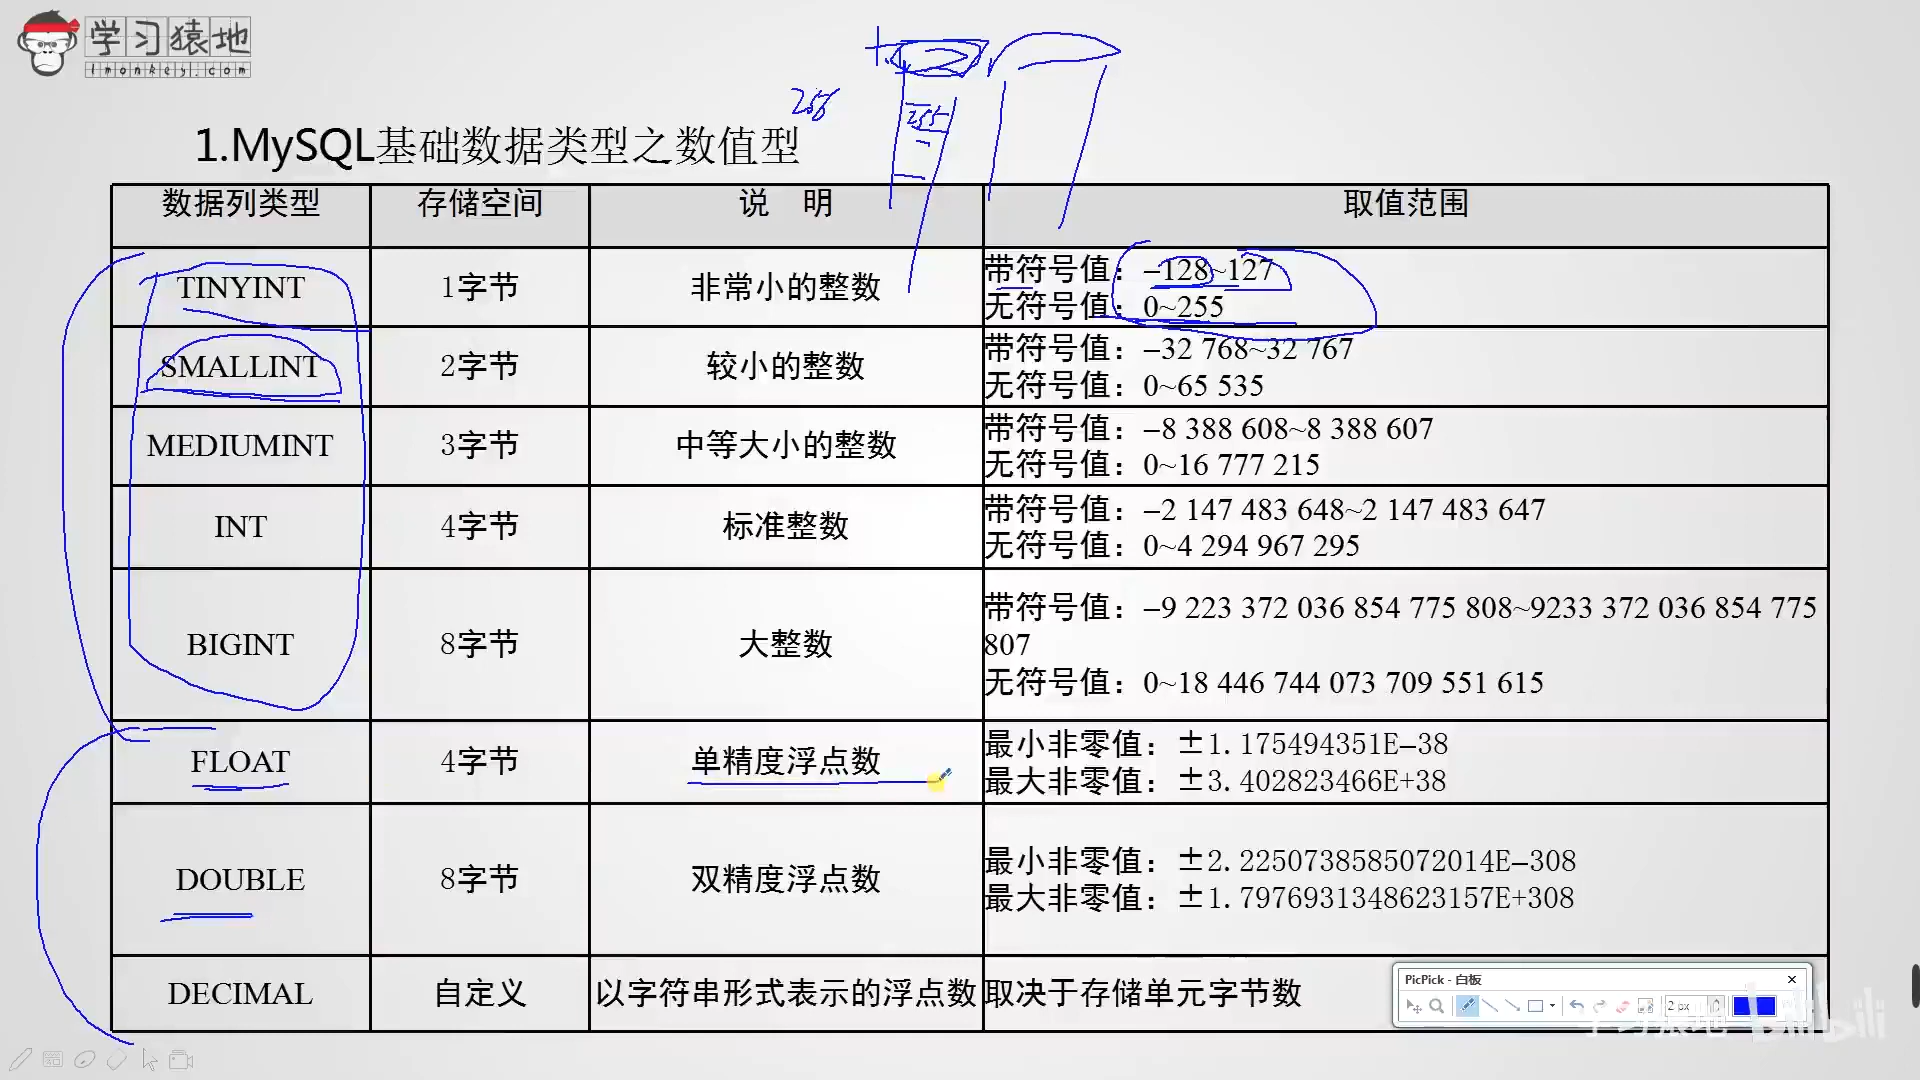 学习猿地
lmonkey.com
256
255
1.MySQL基础数据类型之数值型
数据列类型 存储空间 说 明 取值范围
TINYINT 1字节 非常小的整数 带符号值：–128~127
无符号值：0~255
SMALLINT 2字节 较小的整数 带符号值：–32 768~32 767
无符号值：0~65 535
MEDIUMINT 3字节 中等大小的整数 带符号值：–8 388 608~8 388 607
无符号值：0~16 777 215
INT 4字节 标准整数 带符号值：–2 147 483 648~2 147 483 647
无符号值：0~4 294 967 295
BIGINT 8字节 大整数 带符号值：–9 223 372 036 854 775 808~9233 372 036 854 775
807
无符号值：0~18 446 744 073 709 551 615
FLOAT 4字节 单精度浮点数 最小非零值：±1.175494351E–38
最大非零值：±3.402823466E+38
DOUBLE 8字节 双精度浮点数 最小非零值：±2.2250738585072014E–308
最大非零值：±1.7976931348623157E+308
DECIMAL 自定义 以字符串形式表示的浮点数 取决于存储单元字节数
PicPick - 白板
2 px
学习猿地 bilibili